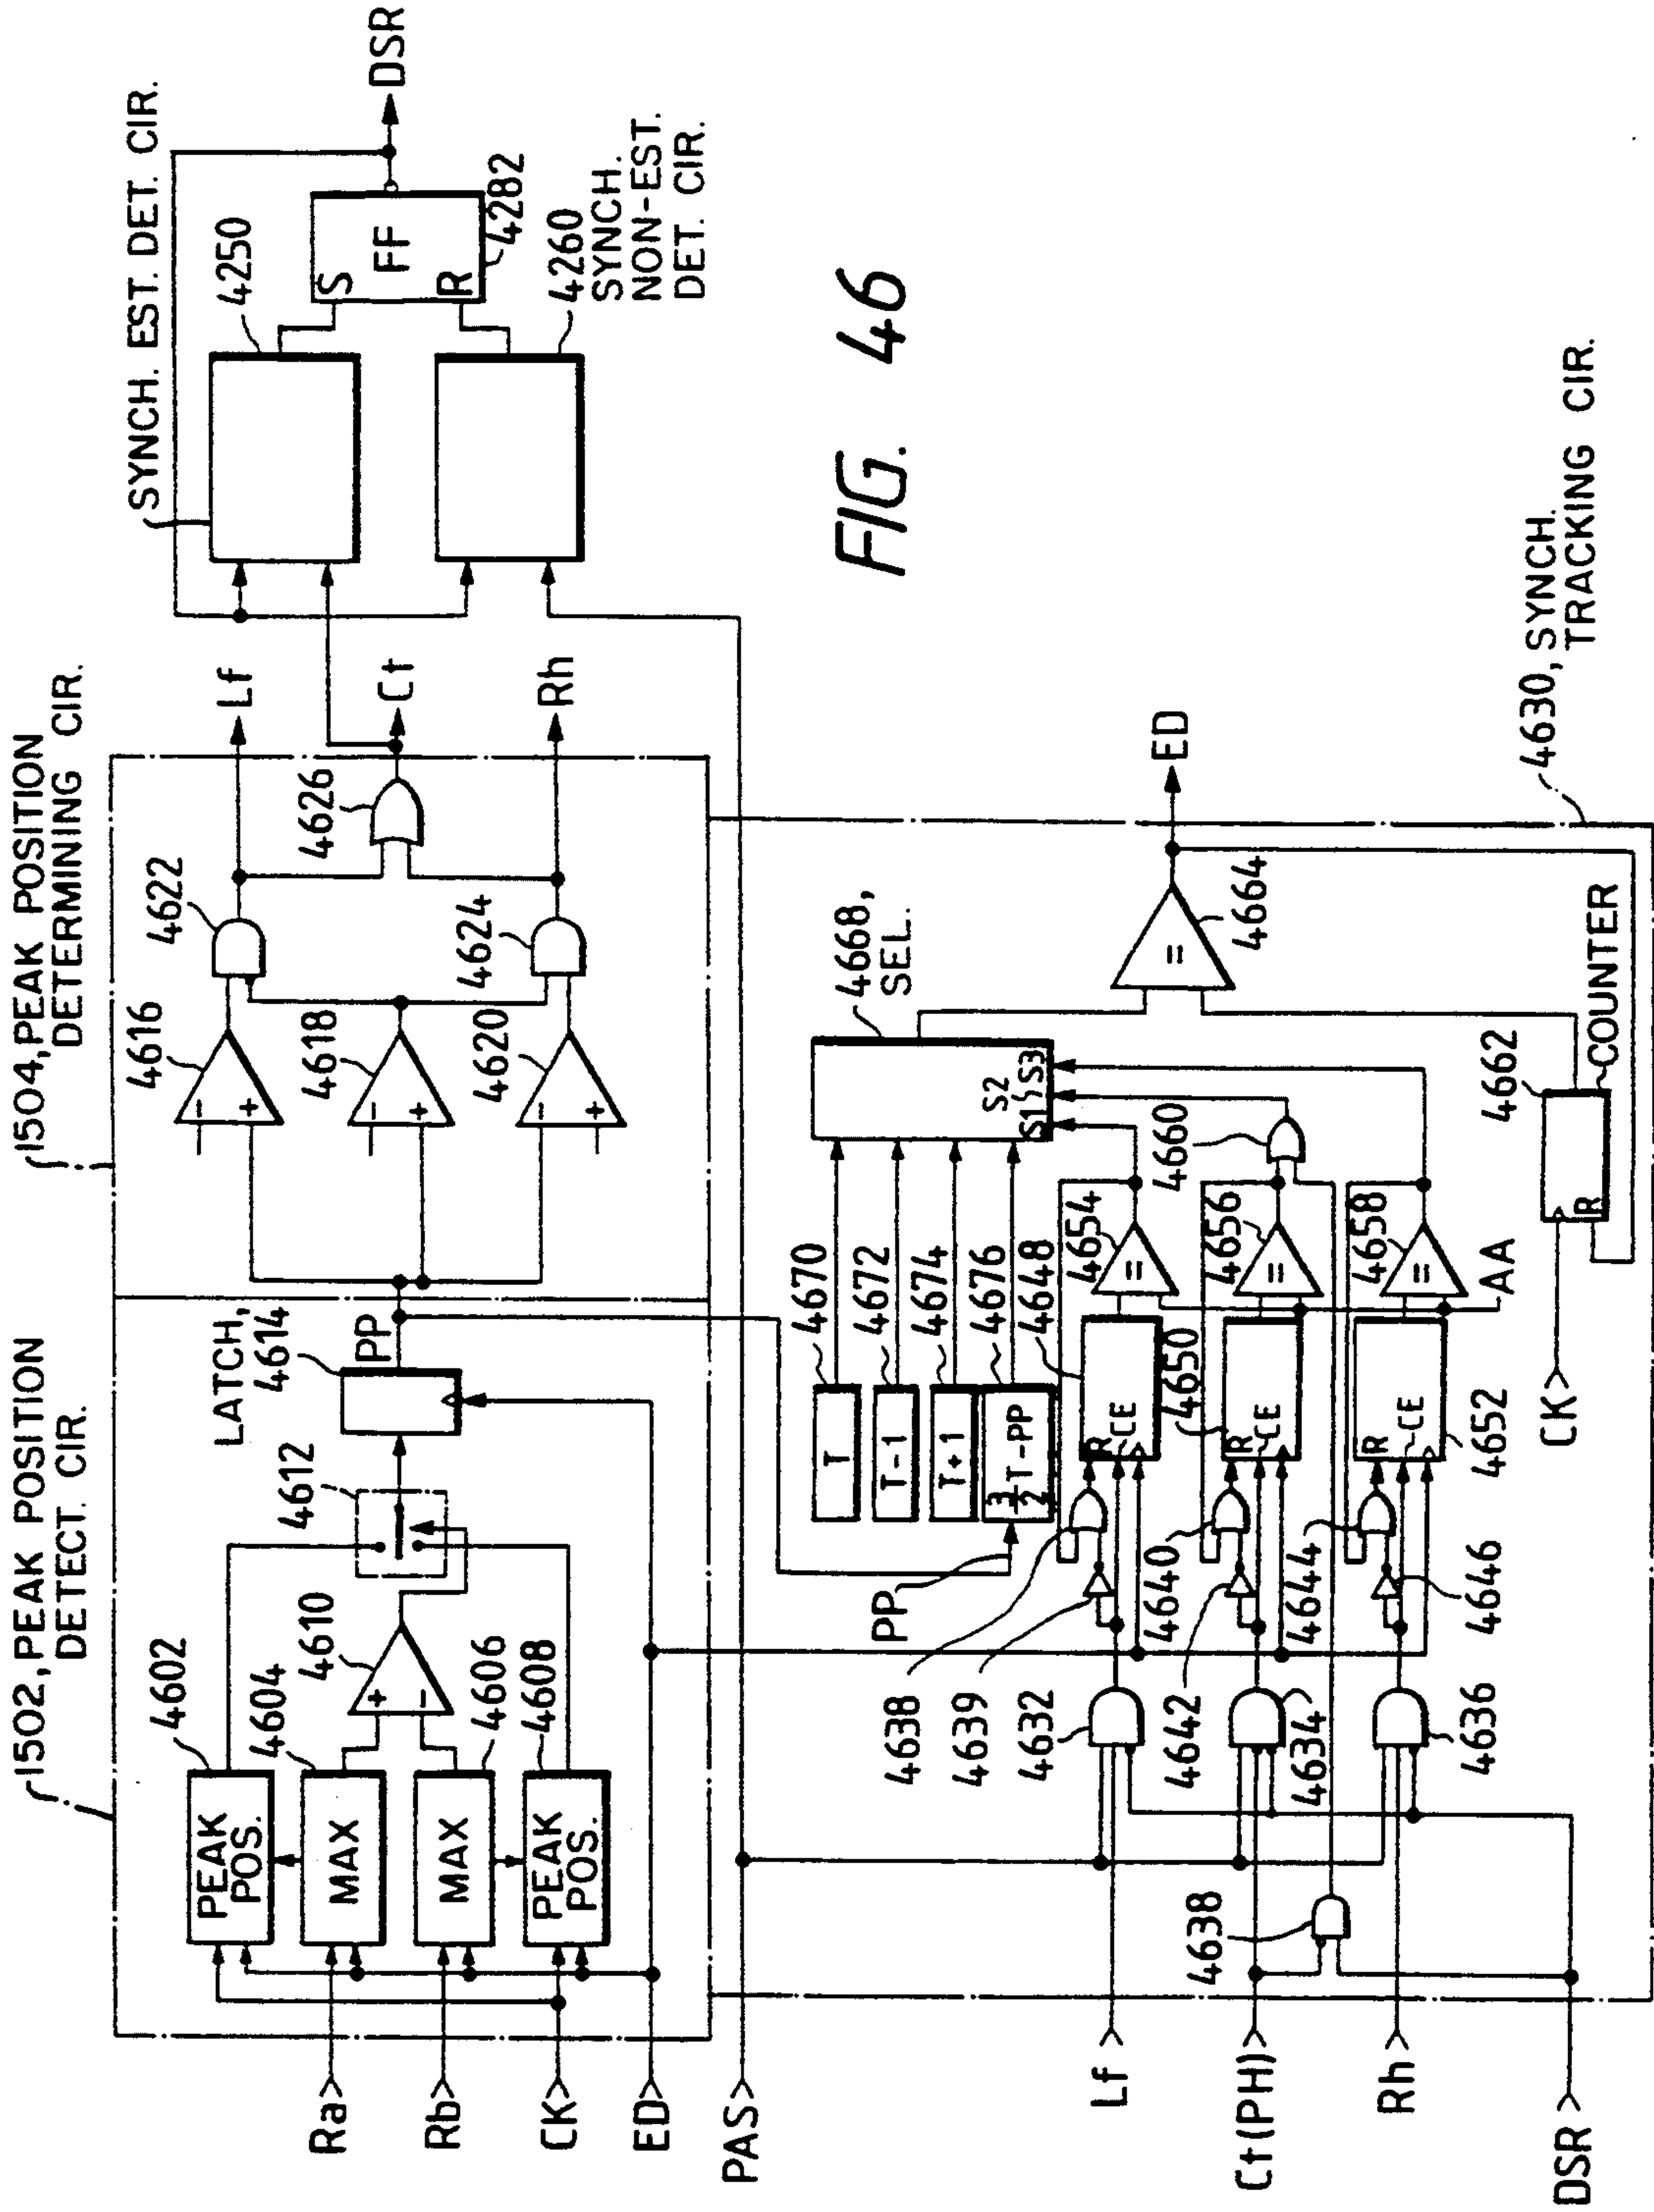 1502, PEAK POSITION
DETECT. CIR.
1504, PEAK POSITION
DETERMINING CIR.
SYNCH. EST. DET. CIR.
4602
PEAK
POS.
4604
MAX
4606
MAX
4608
PEAK
POS.
4610
+
−
4612
LATCH,
4614
PP
4616
−
+
4618
−
+
4620
−
+
4622
4624
4626
Lf
Ct
Rh
4250
S
FF
R
4282
4260
SYNCH.
NON-EST.
DET. CIR.
DSR
Ra
Rb
CK
ED
PAS
FIG. 46
PP
4670
T
4672
T-1
4674
T+1
4676
3/2 T-PP
4668,
SEL.
S1
S2
S3
4648
R
CE
4650
R
CE
4652
R
CE
4654
=
4656
=
4658
=
4660
AA
4662
R
COUNTER
CK
4664
=
ED
4630, SYNCH.
TRACKING CIR.
4638
4639
4632
4640
4642
4634
4644
4646
4636
4638
Lf
Ct(PH)
Rh
DSR